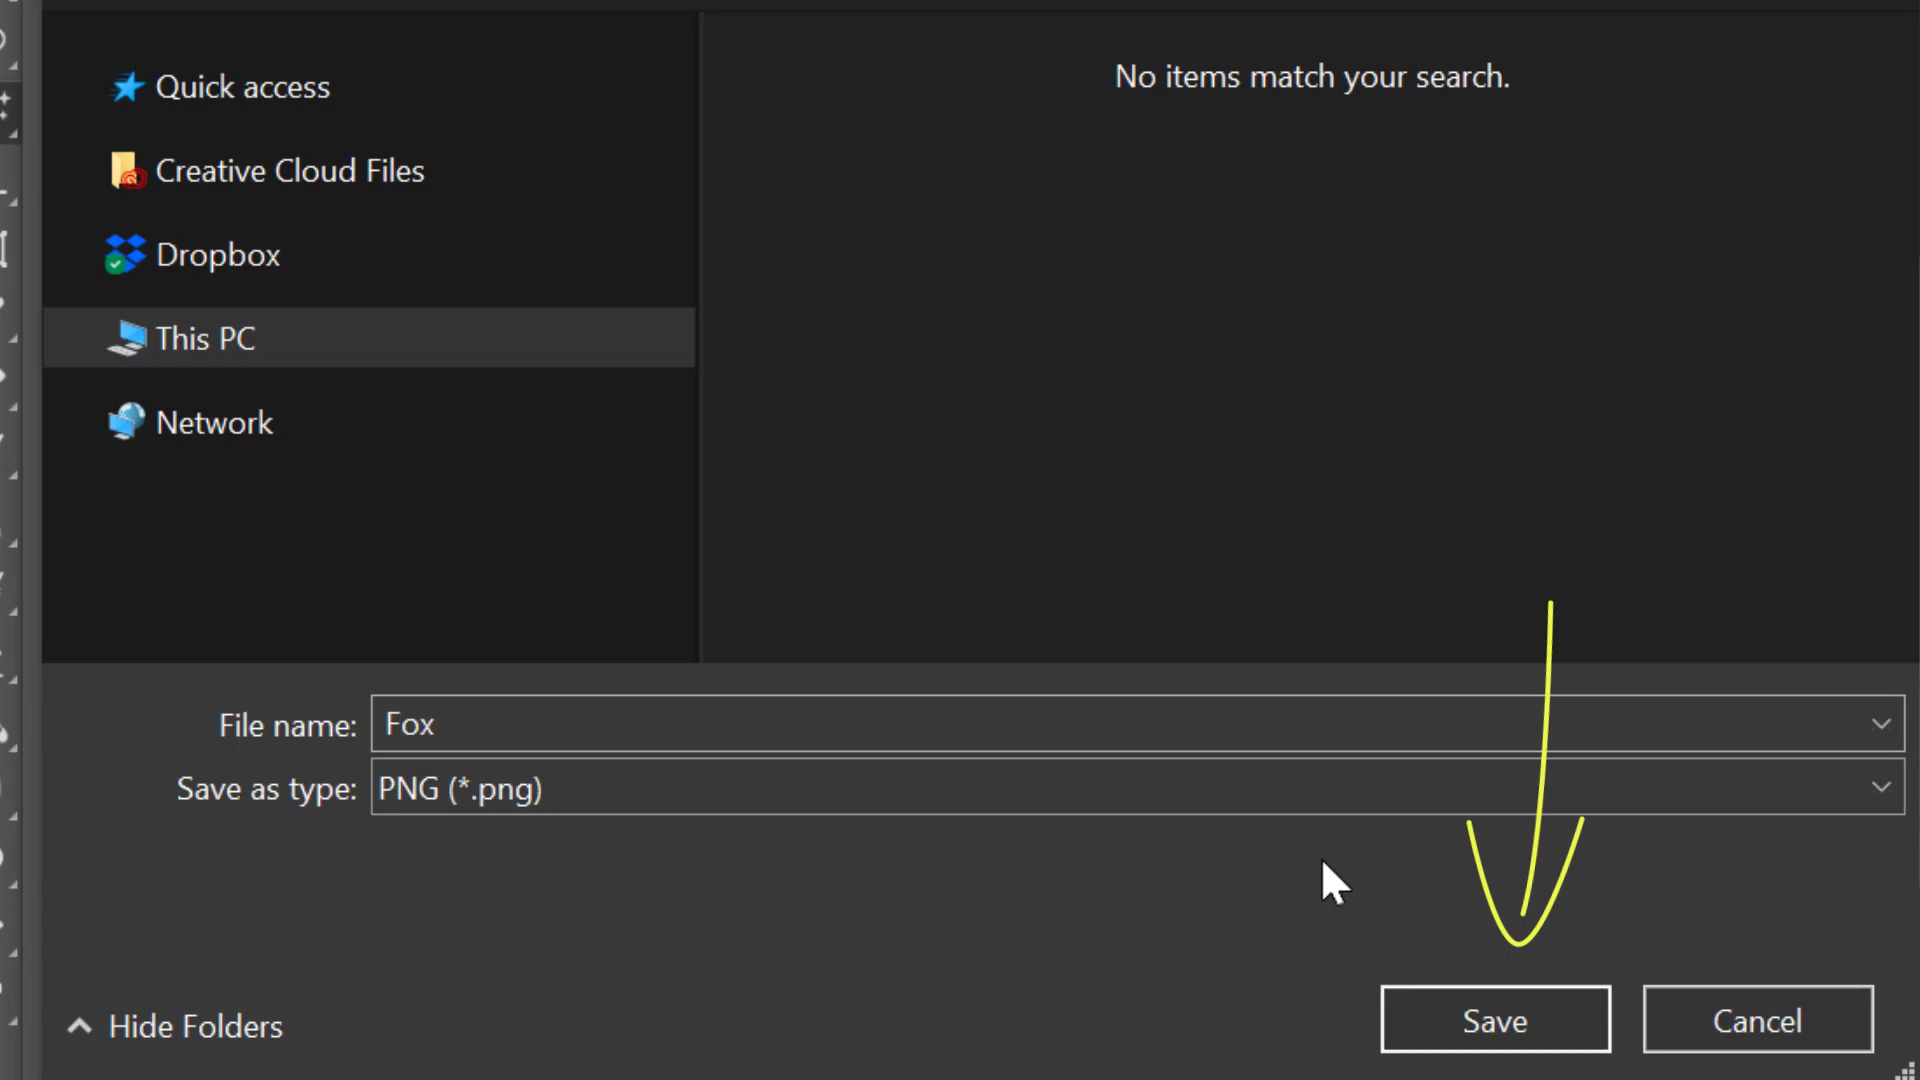 Quick access
Creative Cloud Files
Dropbox
This PC
Network
No items match your search.
File name: Fox
Save as type: PNG (*.png)
Hide Folders
Save
Cancel